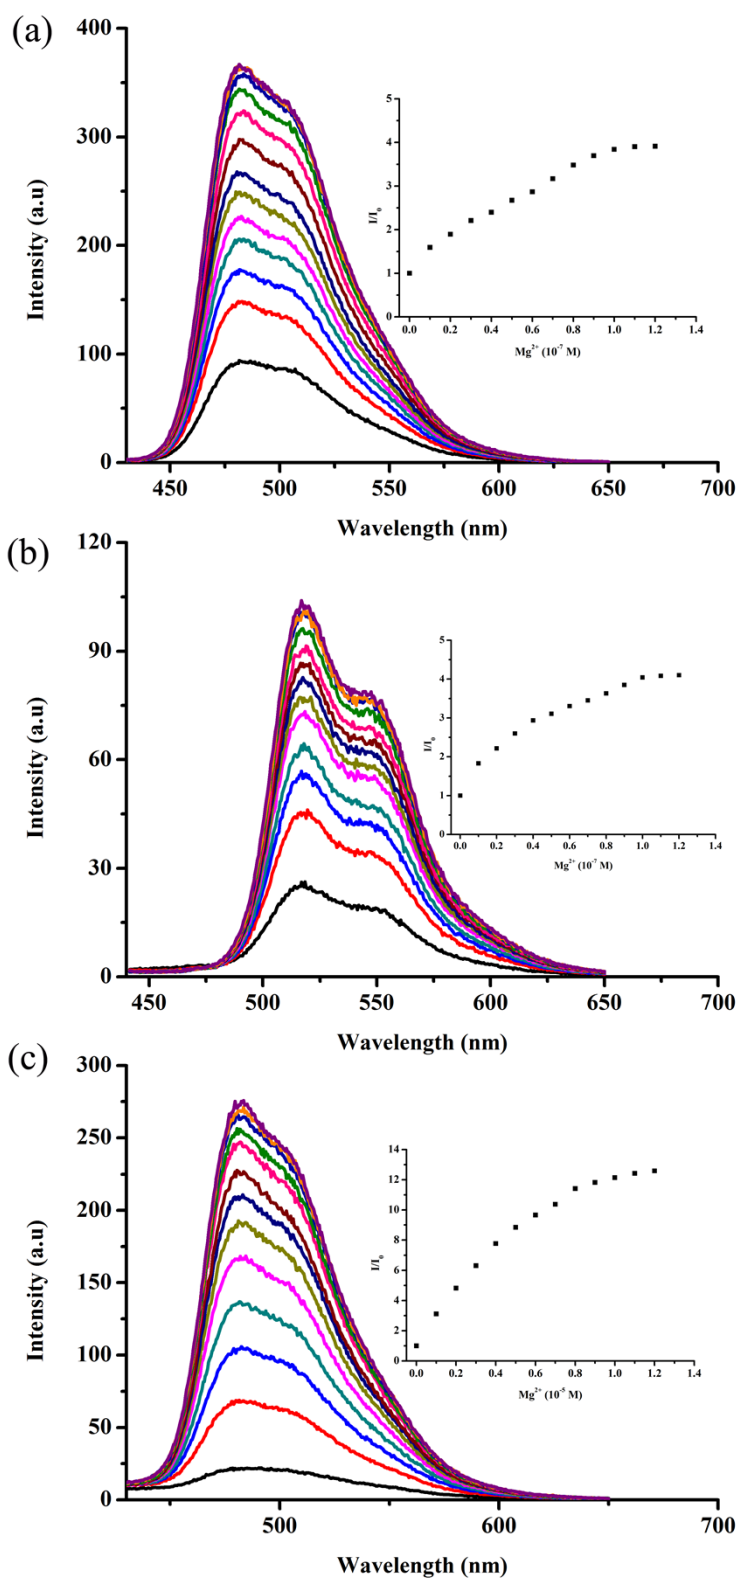 (a)
400
300
200
100
0
Intensity (a.u)
450 500 550 600 650 700
Wavelength (nm)
5
4
3
2
1
0
I/I₀
0.0 0.2 0.4 0.6 0.8 1.0 1.2 1.4
Mg²⁺ (10⁻⁷ M)
(b)
120
90
60
30
0
Intensity (a.u)
450 500 550 600 650 700
Wavelength (nm)
5
4
3
2
1
0
I/I₀
0.0 0.2 0.4 0.6 0.8 1.0 1.2 1.4
Mg²⁺ (10⁻⁷ M)
(c)
300
250
200
150
100
50
0
Intensity (a.u)
500 600 700
Wavelength (nm)
14
12
10
8
6
4
2
0
I/I₀
0.0 0.2 0.4 0.6 0.8 1.0 1.2 1.4
Mg²⁺ (10⁻⁵ M)